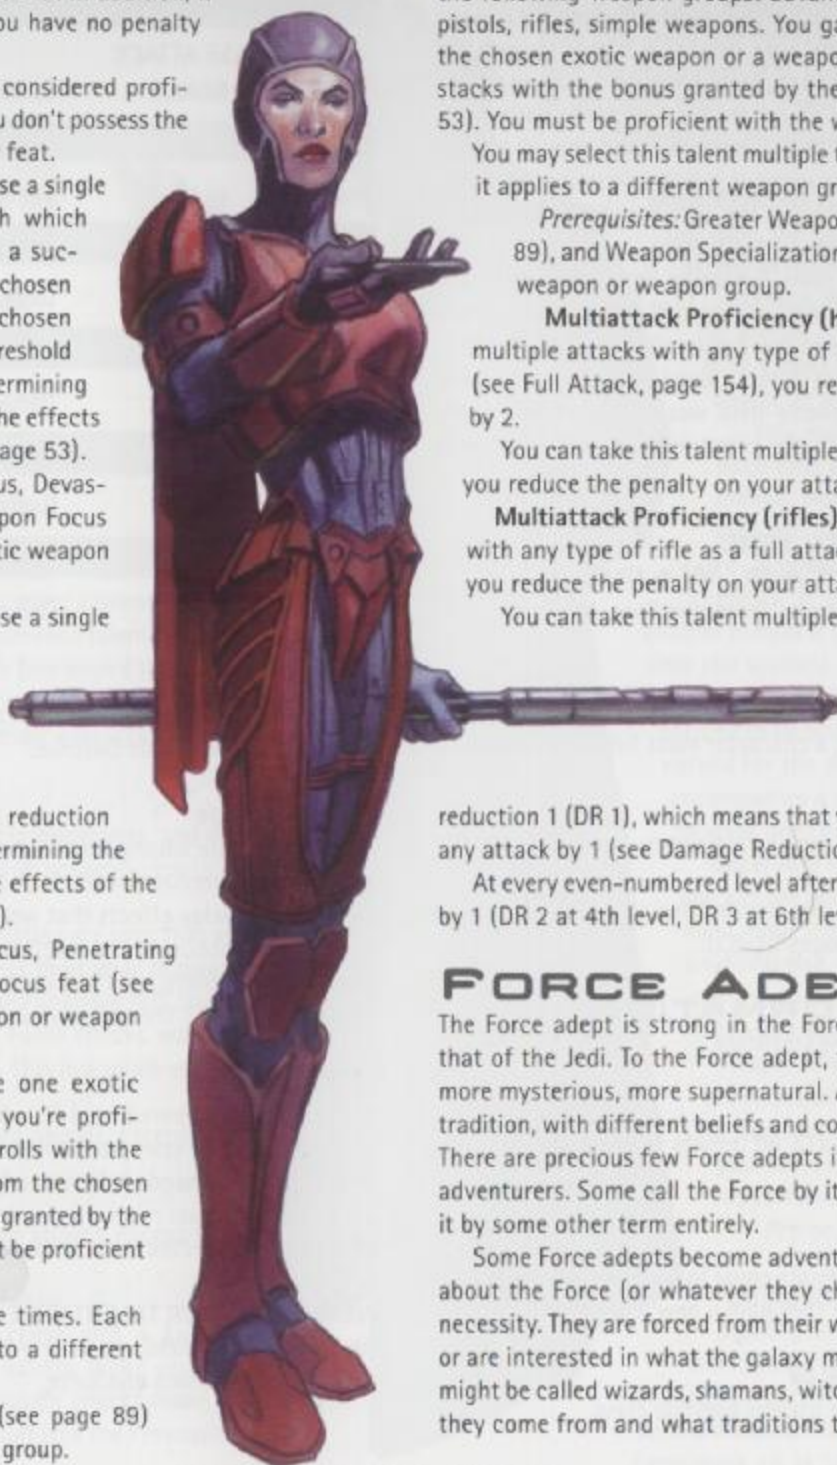 ou have no penalty
considered profi-
u don't possess the
feat.
se a single
h which
a suc-
chosen
chosen
reshold
ermining
he effects
age 53).
us, Devas-
pon Focus
tic weapon
se a single
reduction
ermining the
e effects of the
).
cus, Penetrating
ocus feat (see
on or weapon
e one exotic
you're profi-
rolls with the
om the chosen
granted by the
t be proficient
e times. Each
to a different
(see page 89)
group.
pistols, rifles, simple weapons. You ga
the chosen exotic weapon or a weapo
stacks with the bonus granted by the
53). You must be proficient with the w
You may select this talent multiple t
it applies to a different weapon gr
Prerequisites: Greater Weapo
89), and Weapon Specialization
weapon or weapon group.
Multiattack Proficiency (h
multiple attacks with any type of
(see Full Attack, page 154), you re
by 2.
You can take this talent multiple
you reduce the penalty on your atta
Multiattack Proficiency (rifles)
with any type of rifle as a full atta
you reduce the penalty on your atta
You can take this talent multiple
reduction 1 (DR 1), which means that
any attack by 1 (see Damage Reductio
At every even-numbered level after
by 1 (DR 2 at 4th level, DR 3 at 6th le
FORCE ADE
The Force adept is strong in the For
that of the Jedi. To the Force adept,
more mysterious, more supernatural.
tradition, with different beliefs and co
There are precious few Force adepts i
adventurers. Some call the Force by it
it by some other term entirely.
Some Force adepts become advent
about the Force (or whatever they ch
necessity. They are forced from their w
or are interested in what the galaxy m
might be called wizards, shamans, witc
they come from and what traditions t